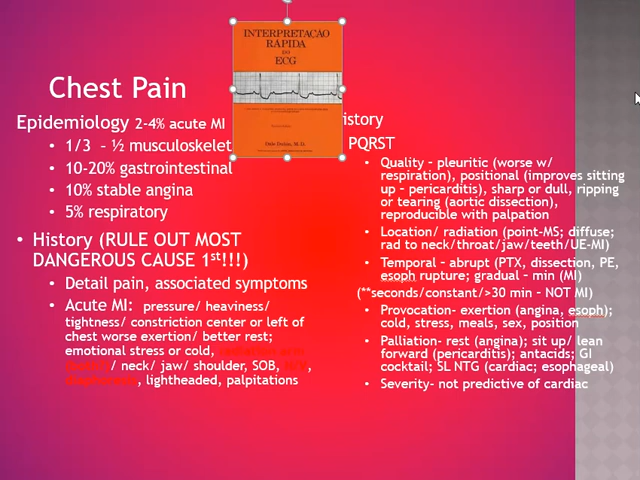 INTERPRETAÇÃO
RÁPIDA
DO
ECG
Dale Dubin, M.D.
Chest Pain
Epidemiology 2-4% acute MI
• 1/3 - ½ musculoskelet
• 10-20% gastrointestinal
• 10% stable angina
• 5% respiratory
• History (RULE OUT MOST
DANGEROUS CAUSE 1st!!!)
• Detail pain, associated symptoms
• Acute MI: pressure/ heaviness/
tightness/ constriction center or left of
chest worse exertion/ better rest;
emotional stress or cold,
/ neck/ jaw/ shoulder, SOB, ,
, lightheaded, palpitations
istory
PQRST
• Quality – pleuritic (worse w/
respiration), positional (improves sitting
up – pericarditis), sharp or dull, ripping
or tearing (aortic dissection),
reproducible with palpation
• Location/ radiation (point-MS; diffuse;
rad to neck/throat/jaw/teeth/UE-MI)
• Temporal – abrupt (PTX, dissection, PE,
esoph rupture; gradual – min (MI)
(**seconds/constant/>30 min – NOT MI)
• Provocation- exertion (angina, esoph);
cold, stress, meals, sex, position
• Palliation- rest (angina); sit up/ lean
forward (pericarditis); antacids; GI
cocktail; SL NTG (cardiac; esophageal)
• Severity- not predictive of cardiac